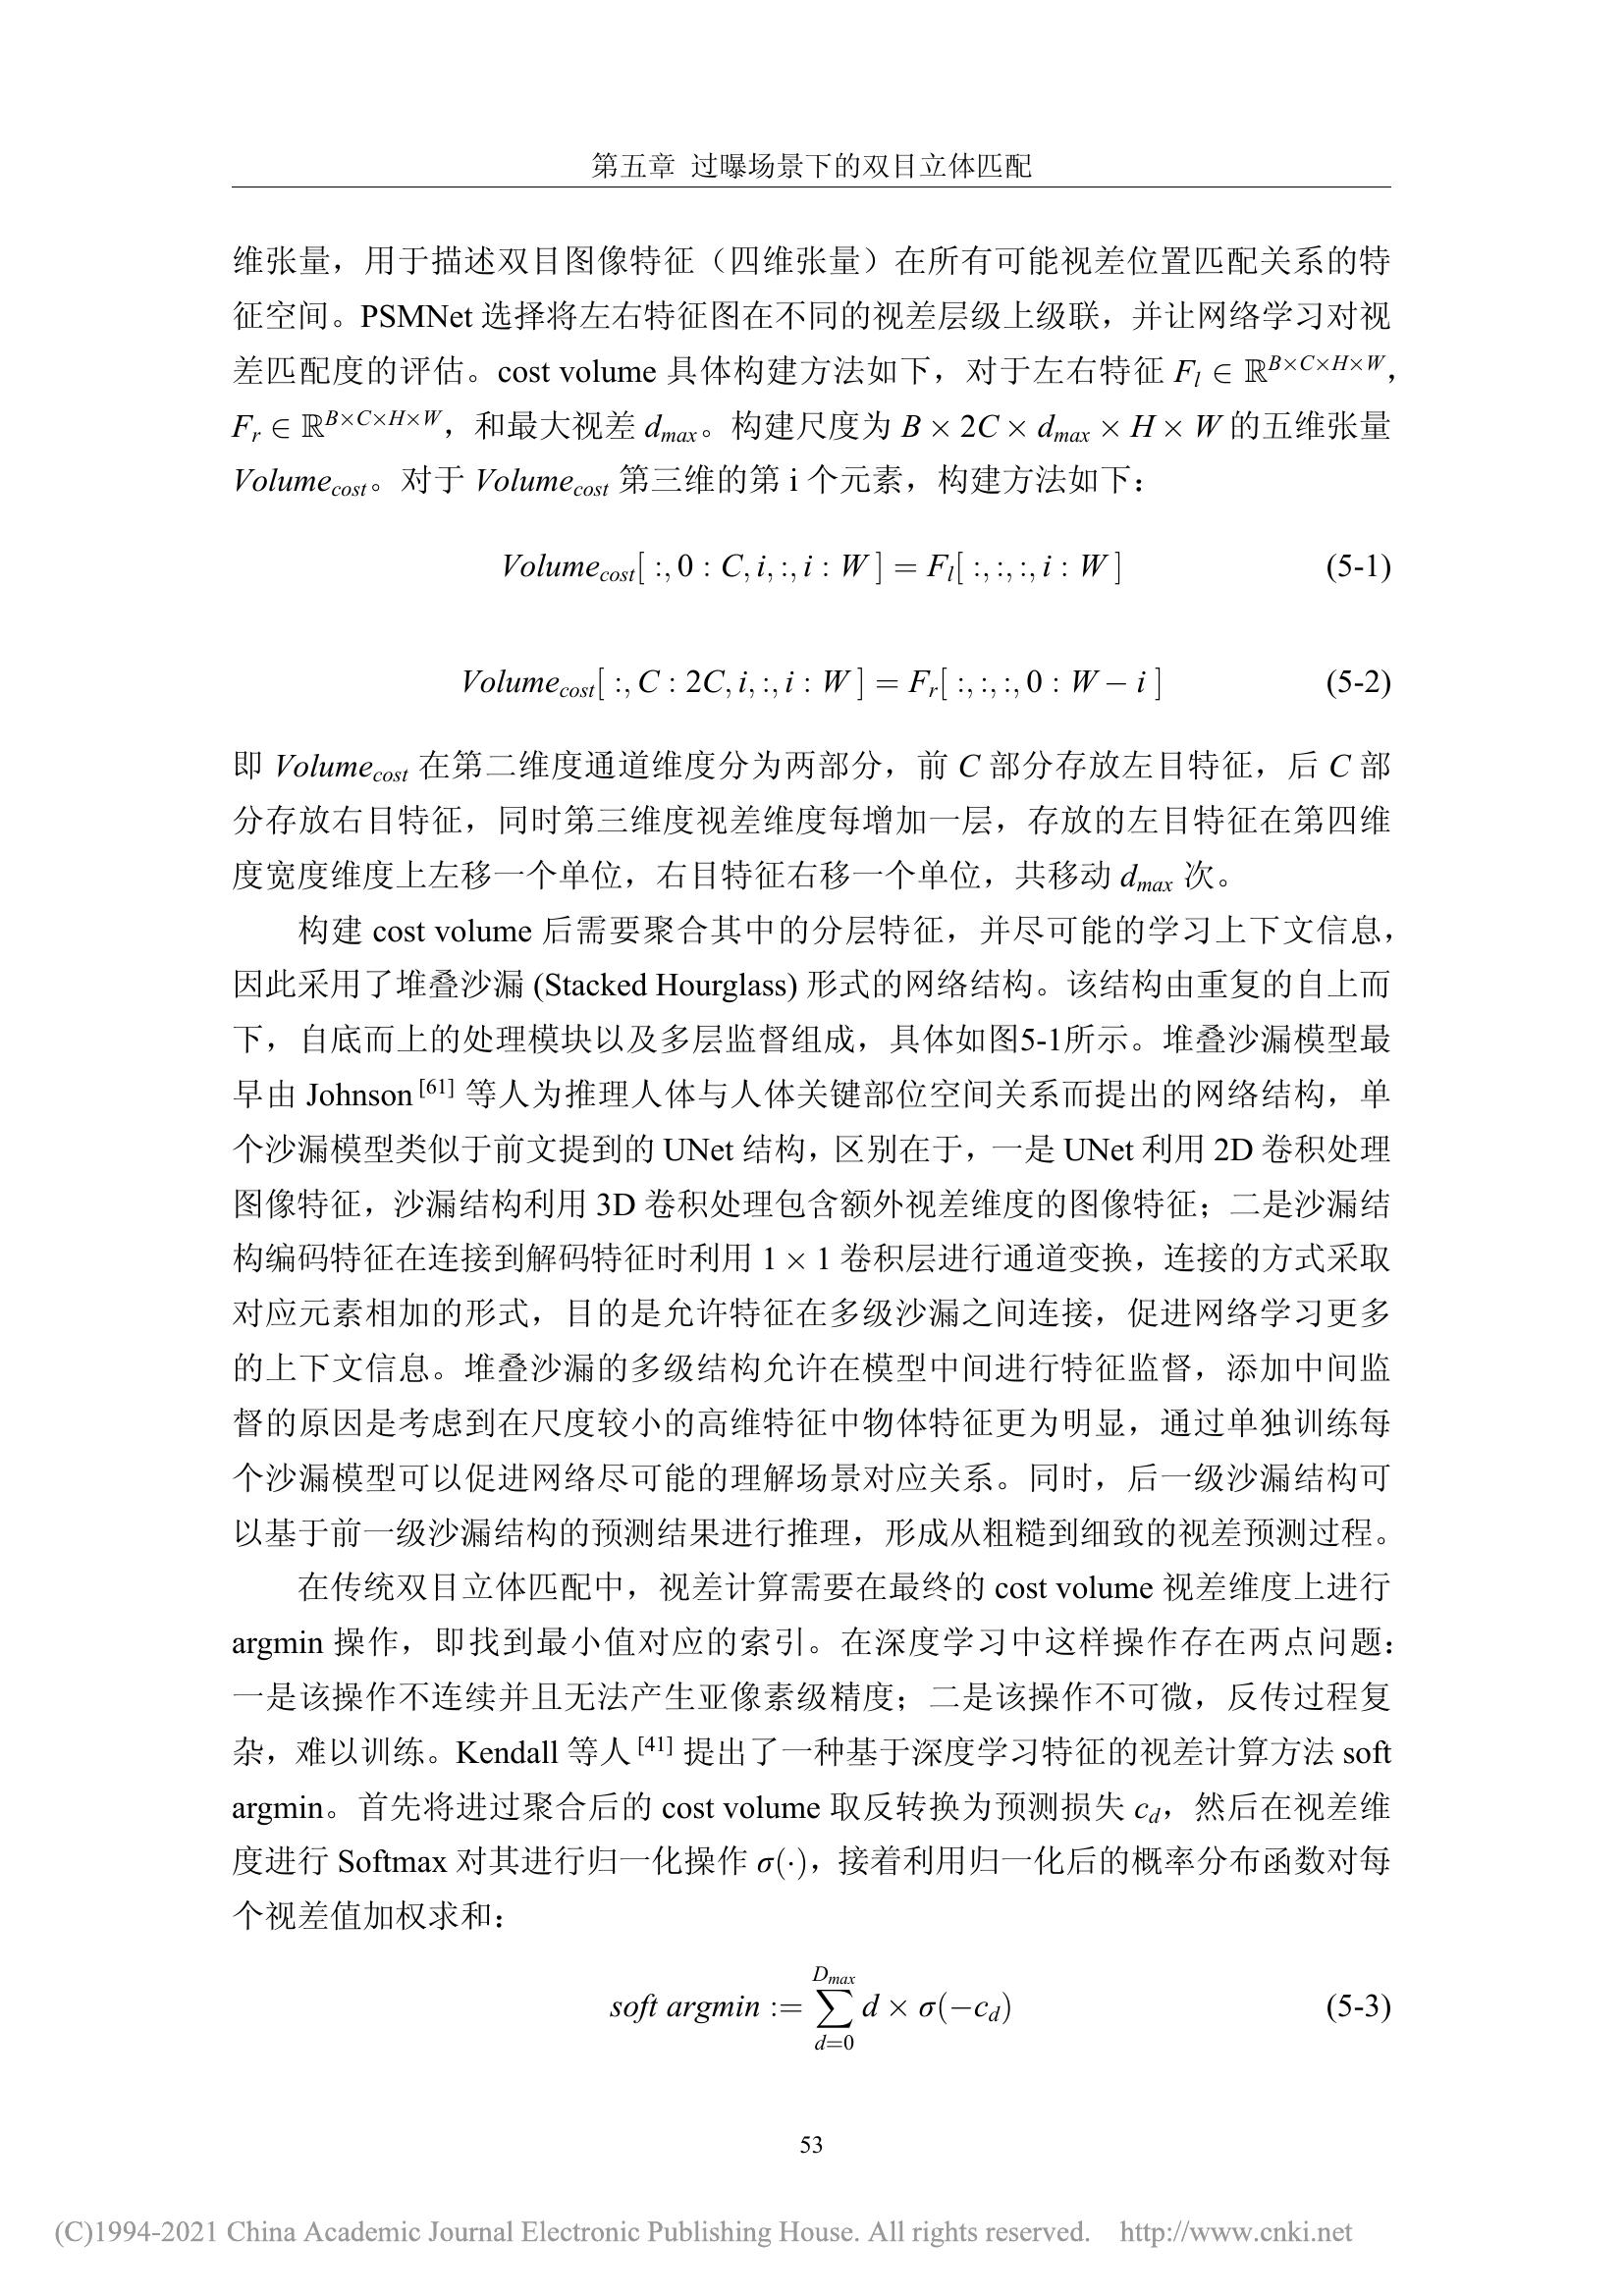 第五章 过曝场景下的双目立体匹配
维张量，用于描述双目图像特征（四维张量）在所有可能视差位置匹配关系的特
征空间。PSMNet 选择将左右特征图在不同的视差层级上级联，并让网络学习对视
差匹配度的评估。cost volume 具体构建方法如下，对于左右特征 F_l ∈ ℝ^{B×C×H×W}，
F_r ∈ ℝ^{B×C×H×W}，和最大视差 d_{max}。构建尺度为 B × 2C × d_{max} × H × W 的五维张量
Volume_{cost}。对于 Volume_{cost} 第三维的第 i 个元素，构建方法如下：
Volume_{cost}[ :,0 : C,i,:,i : W ] = F_l[ :,:,:,i : W ] (5-1)
Volume_{cost}[ :,C : 2C,i,:,i : W ] = F_r[ :,:,:,0 : W − i ] (5-2)
即 Volume_{cost} 在第二维度通道维度分为两部分，前 C 部分存放左目特征，后 C 部
分存放右目特征，同时第三维度视差维度每增加一层，存放的左目特征在第四维
度宽度维度上左移一个单位，右目特征右移一个单位，共移动 d_{max} 次。
构建 cost volume 后需要聚合其中的分层特征，并尽可能的学习上下文信息，
因此采用了堆叠沙漏 (Stacked Hourglass) 形式的网络结构。该结构由重复的自上而
下，自底而上的处理模块以及多层监督组成，具体如图5-1所示。堆叠沙漏模型最
早由 Johnson [61] 等人为推理人体与人体关键部位空间关系而提出的网络结构，单
个沙漏模型类似于前文提到的 UNet 结构，区别在于，一是 UNet 利用 2D 卷积处理
图像特征，沙漏结构利用 3D 卷积处理包含额外视差维度的图像特征；二是沙漏结
构编码特征在连接到解码特征时利用 1 × 1 卷积层进行通道变换，连接的方式采取
对应元素相加的形式，目的是允许特征在多级沙漏之间连接，促进网络学习更多
的上下文信息。堆叠沙漏的多级结构允许在模型中间进行特征监督，添加中间监
督的原因是考虑到在尺度较小的高维特征中物体特征更为明显，通过单独训练每
个沙漏模型可以促进网络尽可能的理解场景对应关系。同时，后一级沙漏结构可
以基于前一级沙漏结构的预测结果进行推理，形成从粗糙到细致的视差预测过程。
在传统双目立体匹配中，视差计算需要在最终的 cost volume 视差维度上进行
argmin 操作，即找到最小值对应的索引。在深度学习中这样操作存在两点问题：
一是该操作不连续并且无法产生亚像素级精度；二是该操作不可微，反传过程复
杂，难以训练。Kendall 等人 [41] 提出了一种基于深度学习特征的视差计算方法 soft
argmin。首先将进过聚合后的 cost volume 取反转换为预测损失 c_d，然后在视差维
度进行 Softmax 对其进行归一化操作 σ(·)，接着利用归一化后的概率分布函数对每
个视差值加权求和：
soft argmin := \sum_{d=0}^{D_{max}} d × σ(−c_d) (5-3)
53
(C)1994-2021 China Academic Journal Electronic Publishing House. All rights reserved. http://www.cnki.net